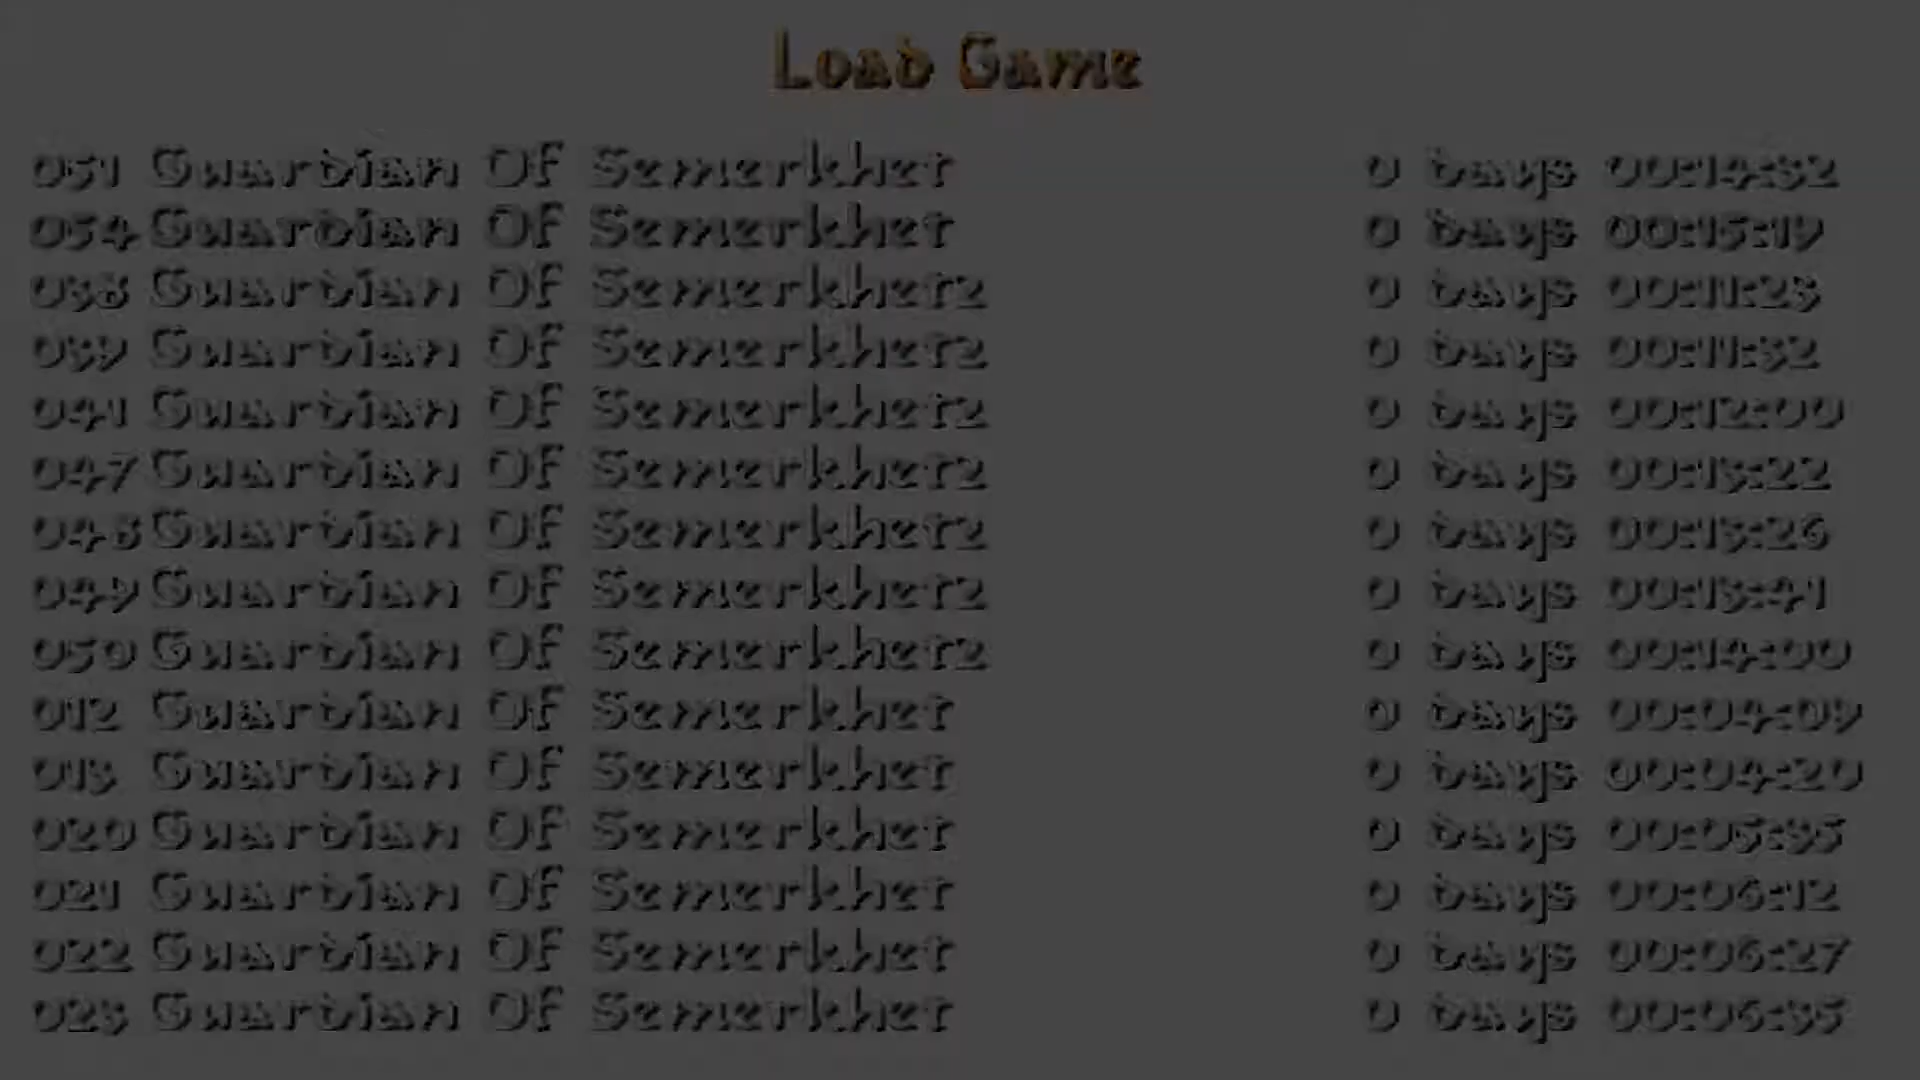 Load Game
051 Guardian Of Semerkhet 0 days 00:14:32
054 Guardian Of Semerkhet 0 days 00:15:19
038 Guardian Of Semerkhet2 0 days 00:11:23
039 Guardian Of Semerkhet2 0 days 00:11:32
041 Guardian Of Semerkhet2 0 days 00:12:00
047 Guardian Of Semerkhet2 0 days 00:13:22
048 Guardian Of Semerkhet2 0 days 00:13:26
049 Guardian Of Semerkhet2 0 days 00:13:41
050 Guardian Of Semerkhet2 0 days 00:14:00
012 Guardian Of Semerkhet 0 days 00:04:09
013 Guardian Of Semerkhet 0 days 00:04:20
020 Guardian Of Semerkhet 0 days 00:05:35
021 Guardian Of Semerkhet 0 days 00:06:12
022 Guardian Of Semerkhet 0 days 00:06:27
023 Guardian Of Semerkhet 0 days 00:06:35